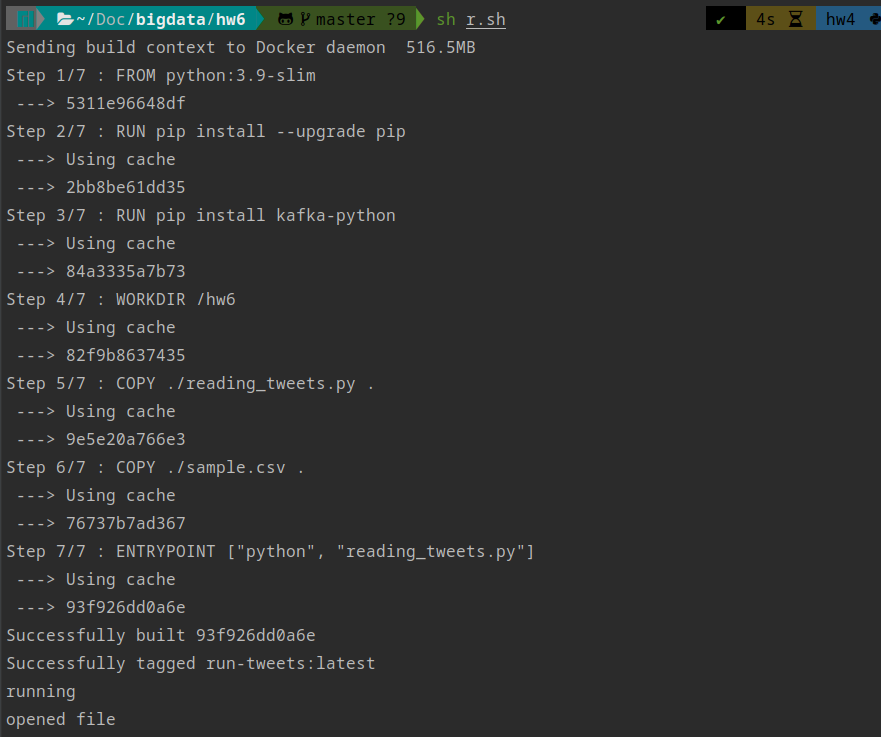 ~/Doc/bigdata/hw6 master ?9 sh r.sh ✔ 4s hw4
Sending build context to Docker daemon  516.5MB
Step 1/7 : FROM python:3.9-slim
 ---> 5311e96648df
Step 2/7 : RUN pip install --upgrade pip
 ---> Using cache
 ---> 2bb8be61dd35
Step 3/7 : RUN pip install kafka-python
 ---> Using cache
 ---> 84a3335a7b73
Step 4/7 : WORKDIR /hw6
 ---> Using cache
 ---> 82f9b8637435
Step 5/7 : COPY ./reading_tweets.py .
 ---> Using cache
 ---> 9e5e20a766e3
Step 6/7 : COPY ./sample.csv .
 ---> Using cache
 ---> 76737b7ad367
Step 7/7 : ENTRYPOINT ["python", "reading_tweets.py"]
 ---> Using cache
 ---> 93f926dd0a6e
Successfully built 93f926dd0a6e
Successfully tagged run-tweets:latest
running
opened file